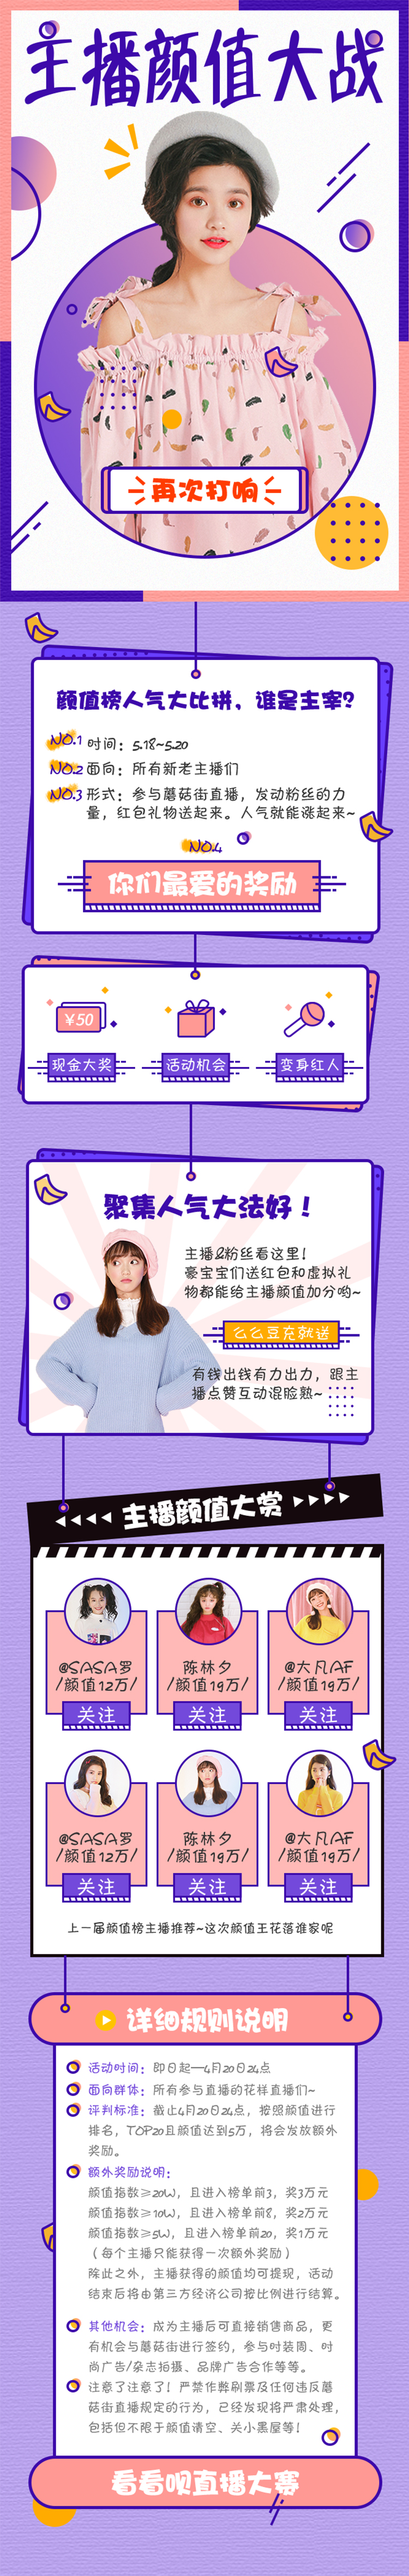 主播颜值大战
再次打响
颜值榜人气大比拼，谁是主宰？
NO.1 时间：5.18~5.20
NO.2 面向：所有新老主播们
NO.3 形式：参与蘑菇街直播，发动粉丝的力
量，红包礼物送起来。人气就能涨起来~
NO.4
你们最爱的奖励
¥50
现金大奖 活动机会 变身红人
聚集人气大法好！
主播&粉丝看这里！
豪宝宝们送红包和虚拟礼
物都能给主播颜值加分哟~
么么豆充就送
有钱出钱有力出力，跟主
播点赞互动混脸熟~
主播颜值大赏
@SASA罗 陈林夕 @大凡AF
/颜值12万/ /颜值19万/ /颜值19万/
关注 关注 关注
@SASA罗 陈林夕 @大凡AF
/颜值12万/ /颜值19万/ /颜值19万/
关注 关注 关注
上一届颜值榜主播推荐~这次颜值王花落谁家呢
详细规则说明
活动时间：即日起—4月20日24点
面向群体：所有参与直播的花样直播们~
评判标准：截止4月20日24点，按照颜值进行
排名，TOP20且颜值达到5万，将会发放额外
奖励。
额外奖励说明：
颜值指数≥20W，且进入榜单前3，奖3万元
颜值指数≥10W，且进入榜单前8，奖2万元
颜值指数≥5W，且进入榜单前20，奖1万元
（每个主播只能获得一次额外奖励）
除此之外，主播获得的颜值均可提现，活动
结束后将由第三方经济公司按比例进行结算。
其他机会：成为主播后可直接销售商品，更
有机会与蘑菇街进行签约，参与时装周、时
尚广告/杂志拍摄、品牌广告合作等等。
注意了注意了！严禁作弊刷票及任何违反蘑
菇街直播规定的行为，已经发现将严肃处理，
包括但不限于颜值清空、关小黑屋等！
看看呗直播大赛